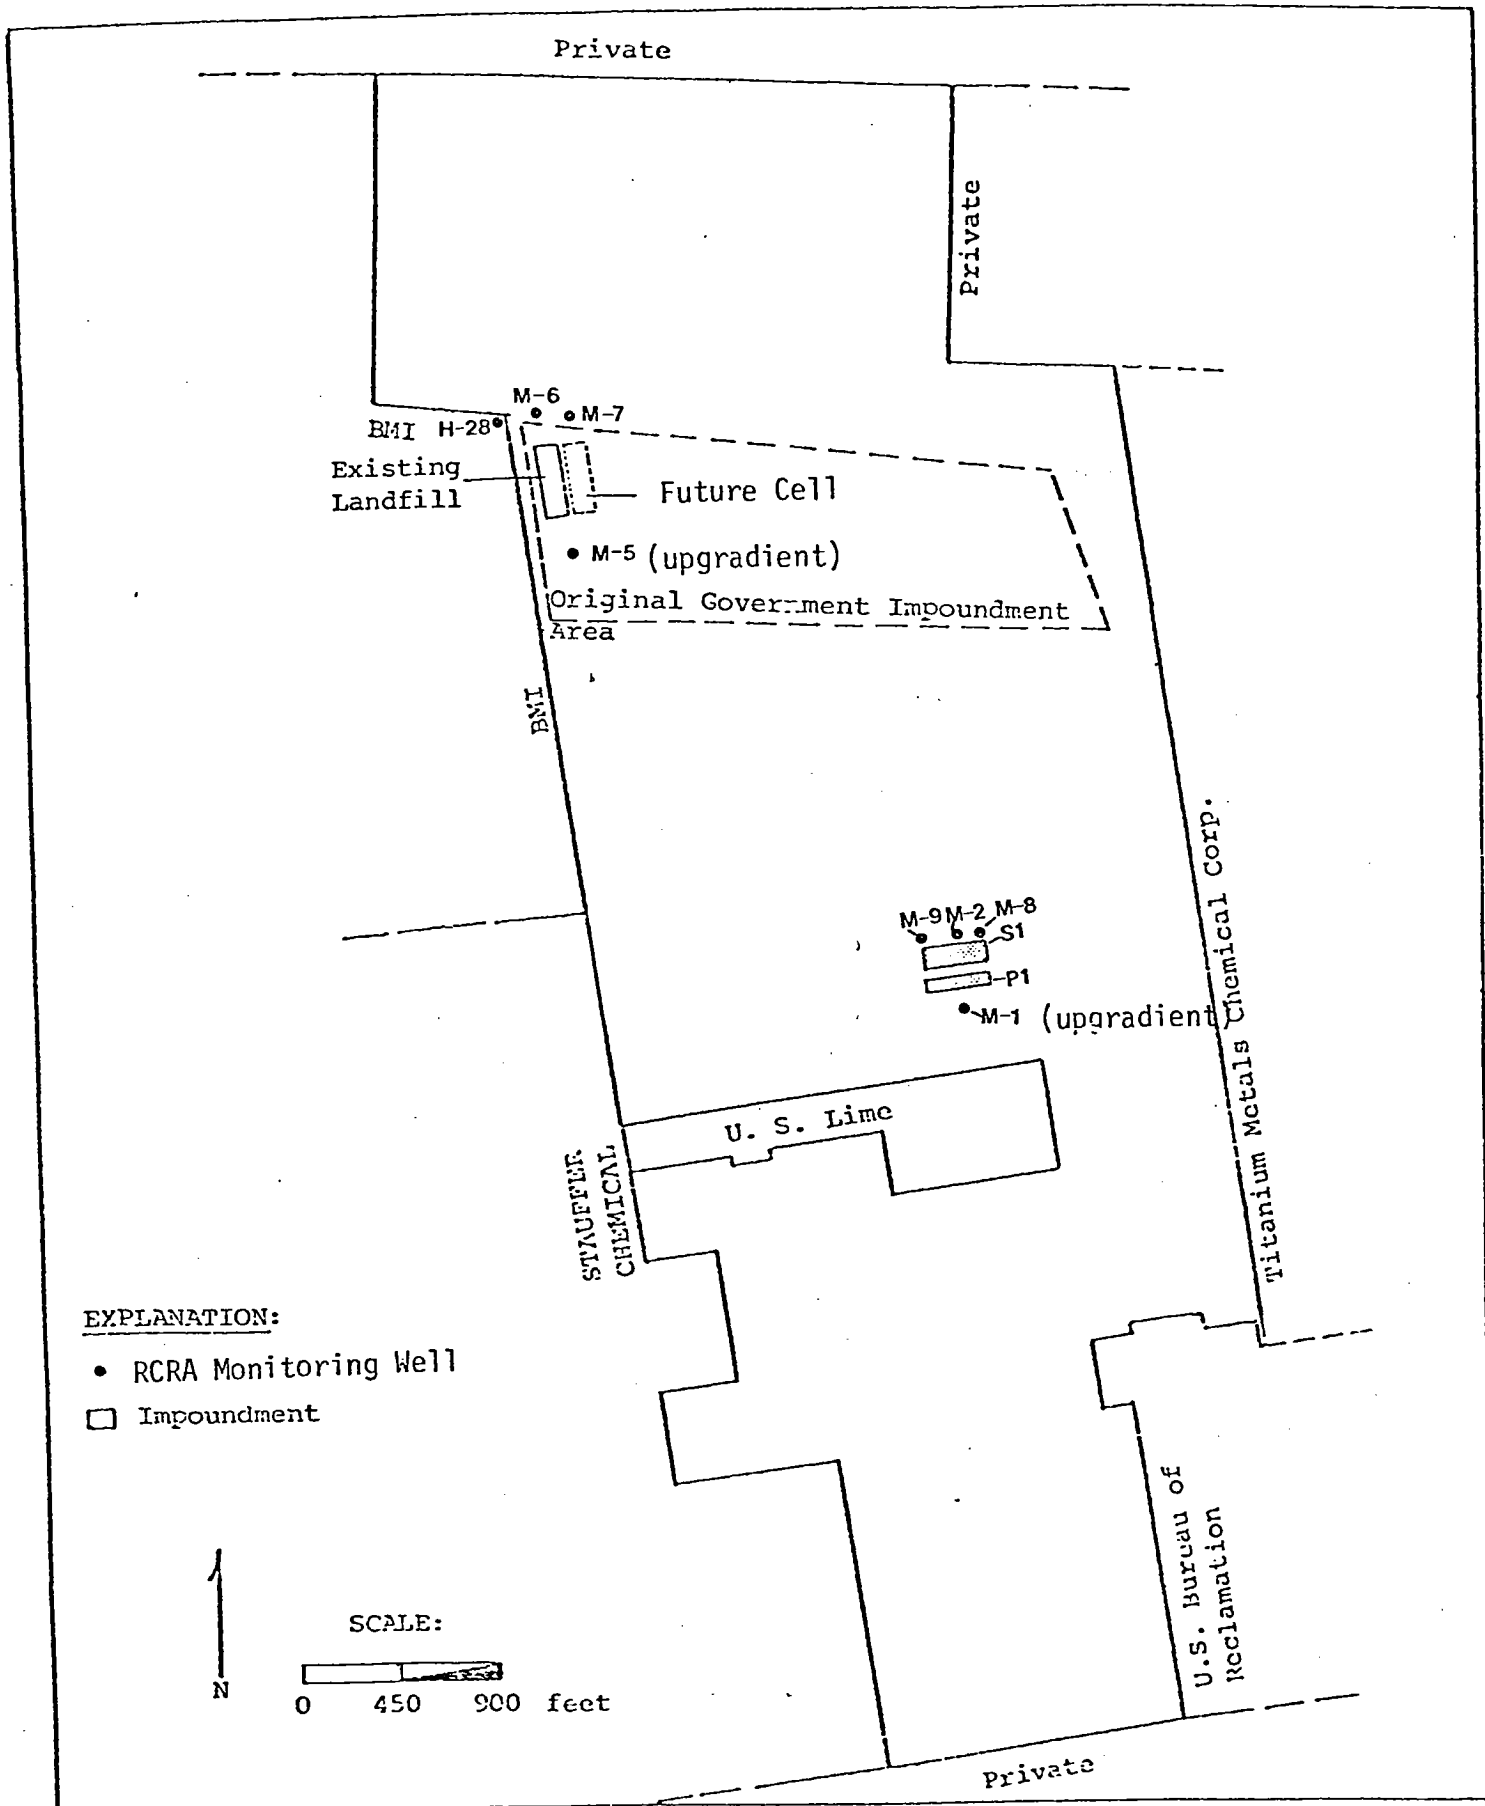 Private
Private
M-6
M-7
BMI H-28
Existing
Landfill
Future Cell
M-5 (upgradient)
Original Government Impoundment
Area
BMI
Titanium Metals Chemical Corp.
M-9 M-2 M-8
S1
P1
M-1 (upgradient)
U. S. Lime
STAUFFER
CHEMICAL
EXPLANATION:
RCRA Monitoring Well
Impoundment
U.S. Bureau of
Reclamation
SCALE:
N
0 450 900 feet
Private